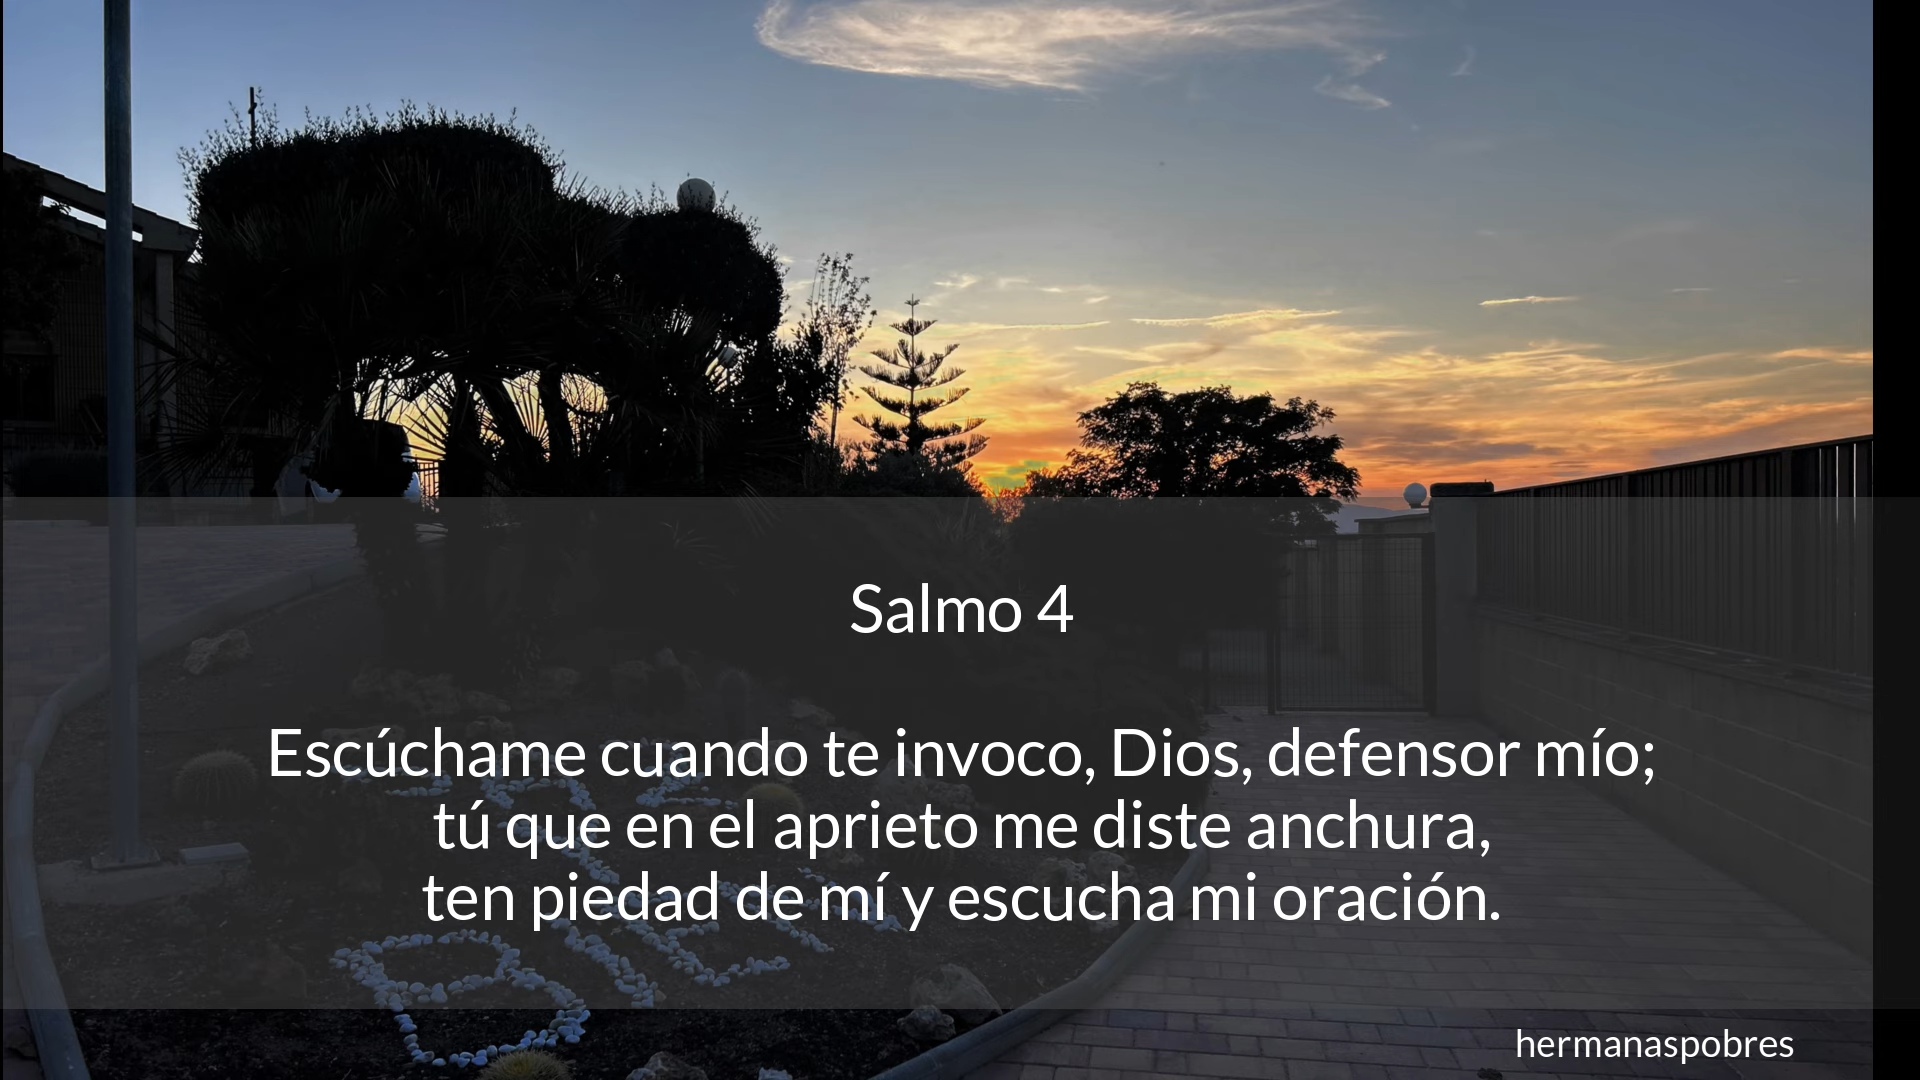 Salmo 4
Escúchame cuando te invoco, Dios, defensor mío;
tú que en el aprieto me diste anchura,
ten piedad de mí y escucha mi oración.
hermanaspobres